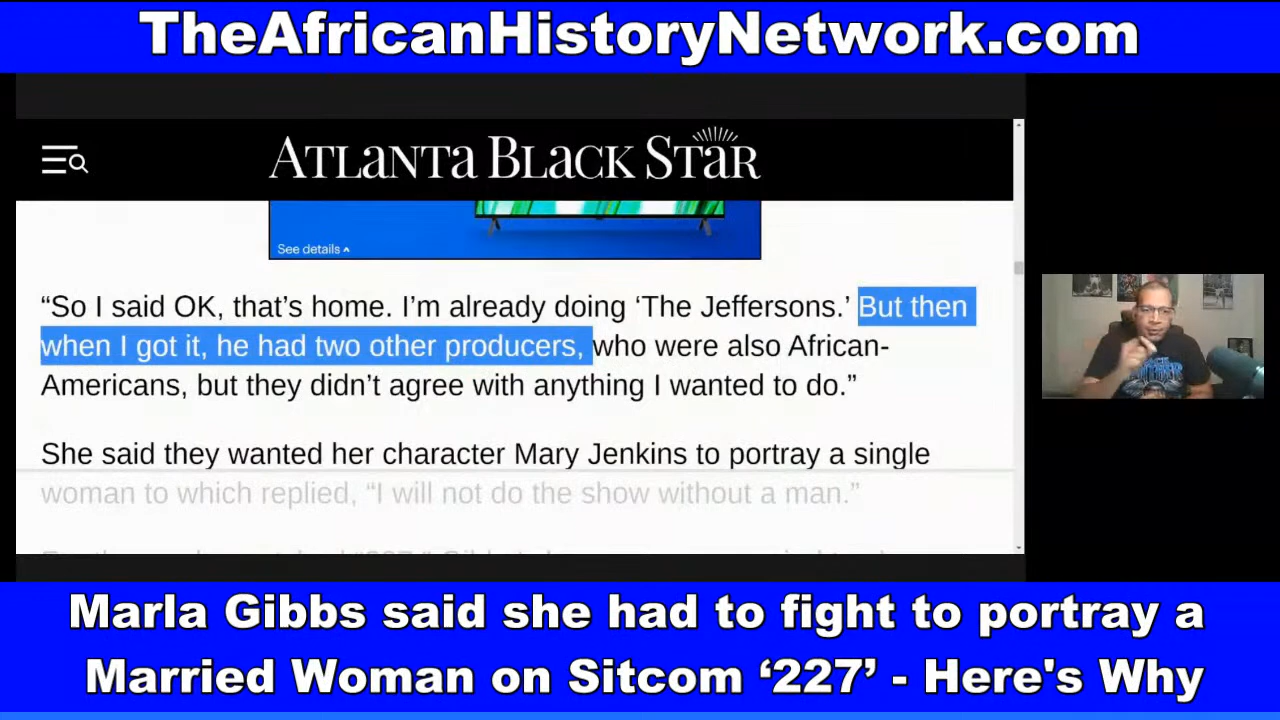 TheAfricanHistoryNetwork.com
ATLANTA BLACK STAR
See details
“So I said OK, that’s home. I’m already doing ‘The Jeffersons.’ But then
when I got it, he had two other producers, who were also African-
Americans, but they didn’t agree with anything I wanted to do.”
She said they wanted her character Mary Jenkins to portray a single
woman to which replied, “I will not do the show without a man.”
Marla Gibbs said she had to fight to portray a
Married Woman on Sitcom ‘227’ - Here's Why